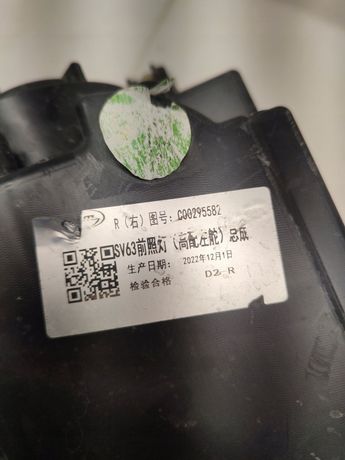 R（右）图号：C00295582
SV63前照灯（高配左舵）总成
生产日期： 2022年12月1日
检验合格 D2 R